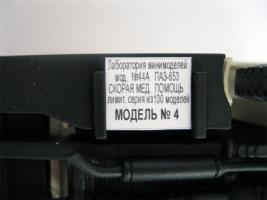 Лаборатория минимоделей
мод. №44А ПАЗ-653
СКОРАЯ МЕД. ПОМОЩЬ
лимит. серия из100 моделей
МОДЕЛЬ № 4